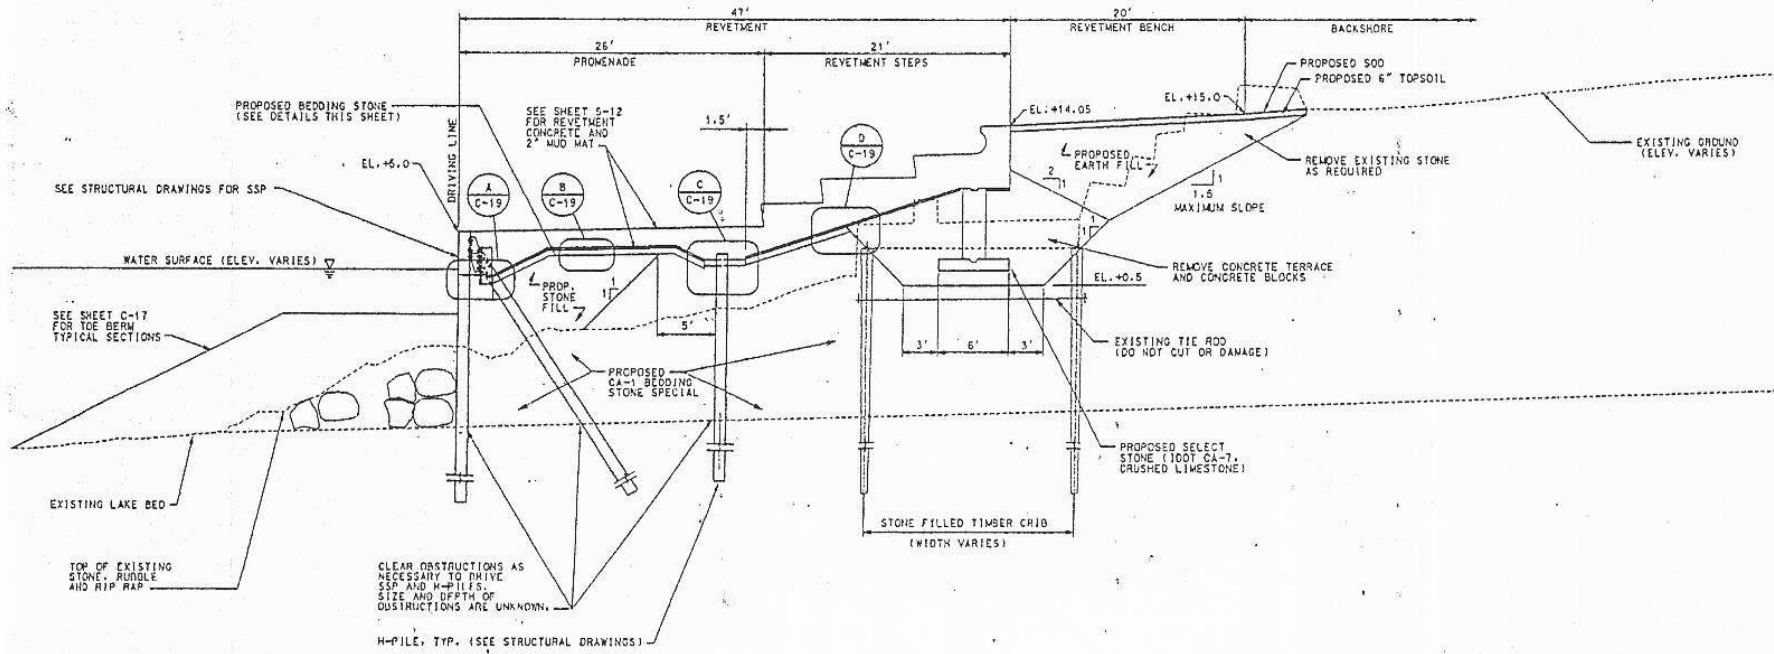 47'
REVETMENT
20'
REVETMENT BENCH
BACKSHORE
26'
PROMENADE
21'
REVETMENT STEPS
PROPOSED SOD
PROPOSED 6" TOPSOIL
PROPOSED BEDDING STONE
(SEE DETAILS THIS SHEET)
DRIVING LINE
SEE SHEET S-12
FOR REVETMENT
CONCRETE AND
2" MUD MAT
1.5'
EL.+14.05
EL.+15.0
D
C-19
EXISTING GROUND
(ELEV. VARIES)
PROPOSED
EARTH FILL
REMOVE EXISTING STONE
AS REQUIRED
EL.+5.0
SEE STRUCTURAL DRAWINGS FOR SSP
A
C-19
B
C-19
C
C-19
2
1
1
1.5
MAXIMUM SLOPE
1
1
WATER SURFACE (ELEV. VARIES)
REMOVE CONCRETE TERRACE
AND CONCRETE BLOCKS
EL.+0.5
PROP.
STONE
FILL
1
1
SEE SHEET C-17
FOR TOE BERM
TYPICAL SECTIONS
5'
3'
6'
3'
EXISTING TIE ROD
(DO NOT CUT OR DAMAGE)
PROPOSED
CA-1 BEDDING
STONE SPECIAL
PROPOSED SELECT
STONE (IDOT CA-7,
CRUSHED LIMESTONE)
EXISTING LAKE BED
STONE FILLED TIMBER CRIB
(WIDTH VARIES)
TOP OF EXISTING
STONE, RUBBLE
AND RIP RAP
CLEAR OBSTRUCTIONS AS
NECESSARY TO DRIVE
SSP AND H-PILES.
SIZE AND DEPTH OF
OBSTRUCTIONS ARE UNKNOWN.
H-PILE, TYP. (SEE STRUCTURAL DRAWINGS)